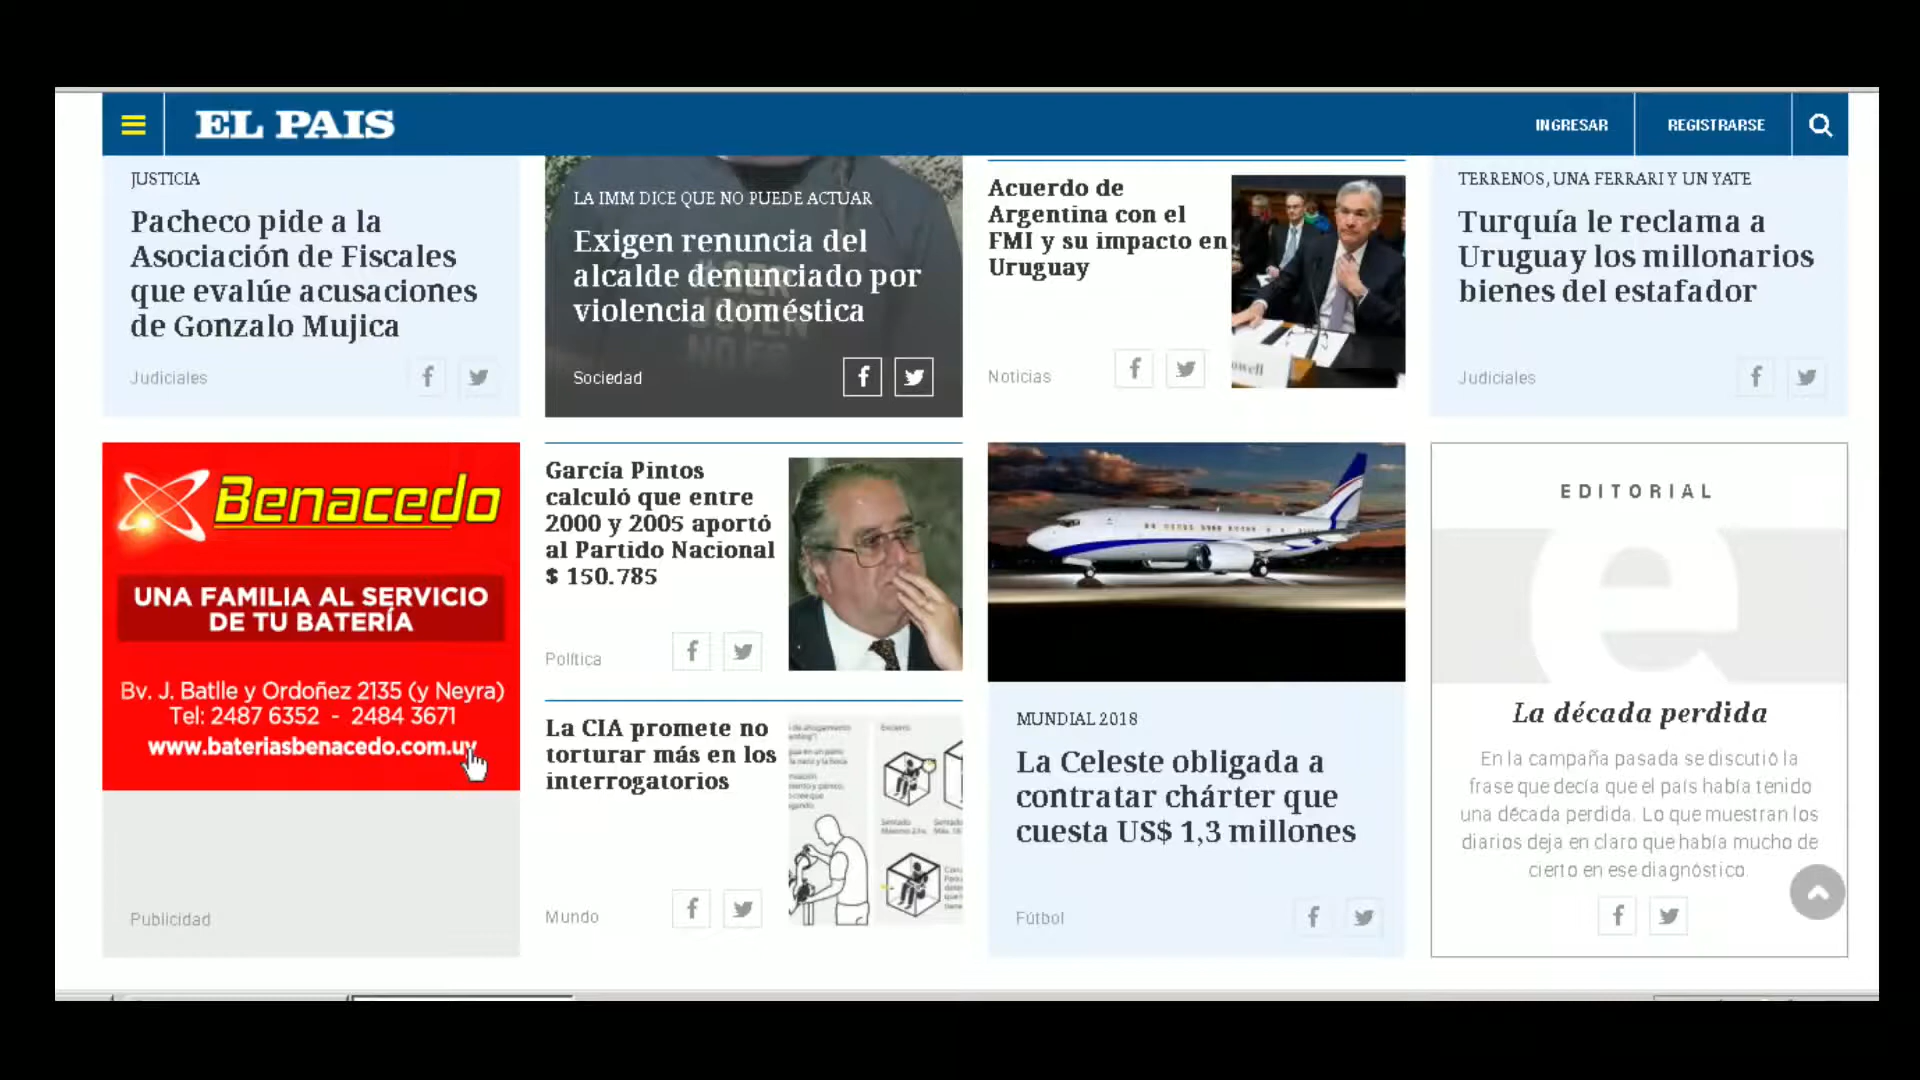 EL PAIS
INGRESAR
REGISTRARSE
JUSTICIA
Pacheco pide a la
Asociación de Fiscales
que evalúe acusaciones
de Gonzalo Mujica
Judiciales
LA IMM DICE QUE NO PUEDE ACTUAR
Exigen renuncia del
alcalde denunciado por
violencia doméstica
Sociedad
Acuerdo de
Argentina con el
FMI y su impacto en
Uruguay
Noticias
TERRENOS, UNA FERRARI Y UN YATE
Turquía le reclama a
Uruguay los millonarios
bienes del estafador
Judiciales
Benacedo
UNA FAMILIA AL SERVICIO
DE TU BATERÍA
Bv. J. Batlle y Ordoñez 2135 (y Neyra)
Tel: 2487 6352 - 2484 3671
www.bateriasbenacedo.com.uy
Publicidad
García Pintos
calculó que entre
2000 y 2005 aportó
al Partido Nacional
$ 150.785
Política
La CIA promete no
torturar más en los
interrogatorios
Mundo
MUNDIAL 2018
La Celeste obligada a
contratar chárter que
cuesta US$ 1,3 millones
Fútbol
EDITORIAL
e
La década perdida
En la campaña pasada se discutió la
frase que decía que el país había tenido
una década perdida. Lo que muestran los
diarios deja en claro que había mucho de
cierto en ese diagnóstico.